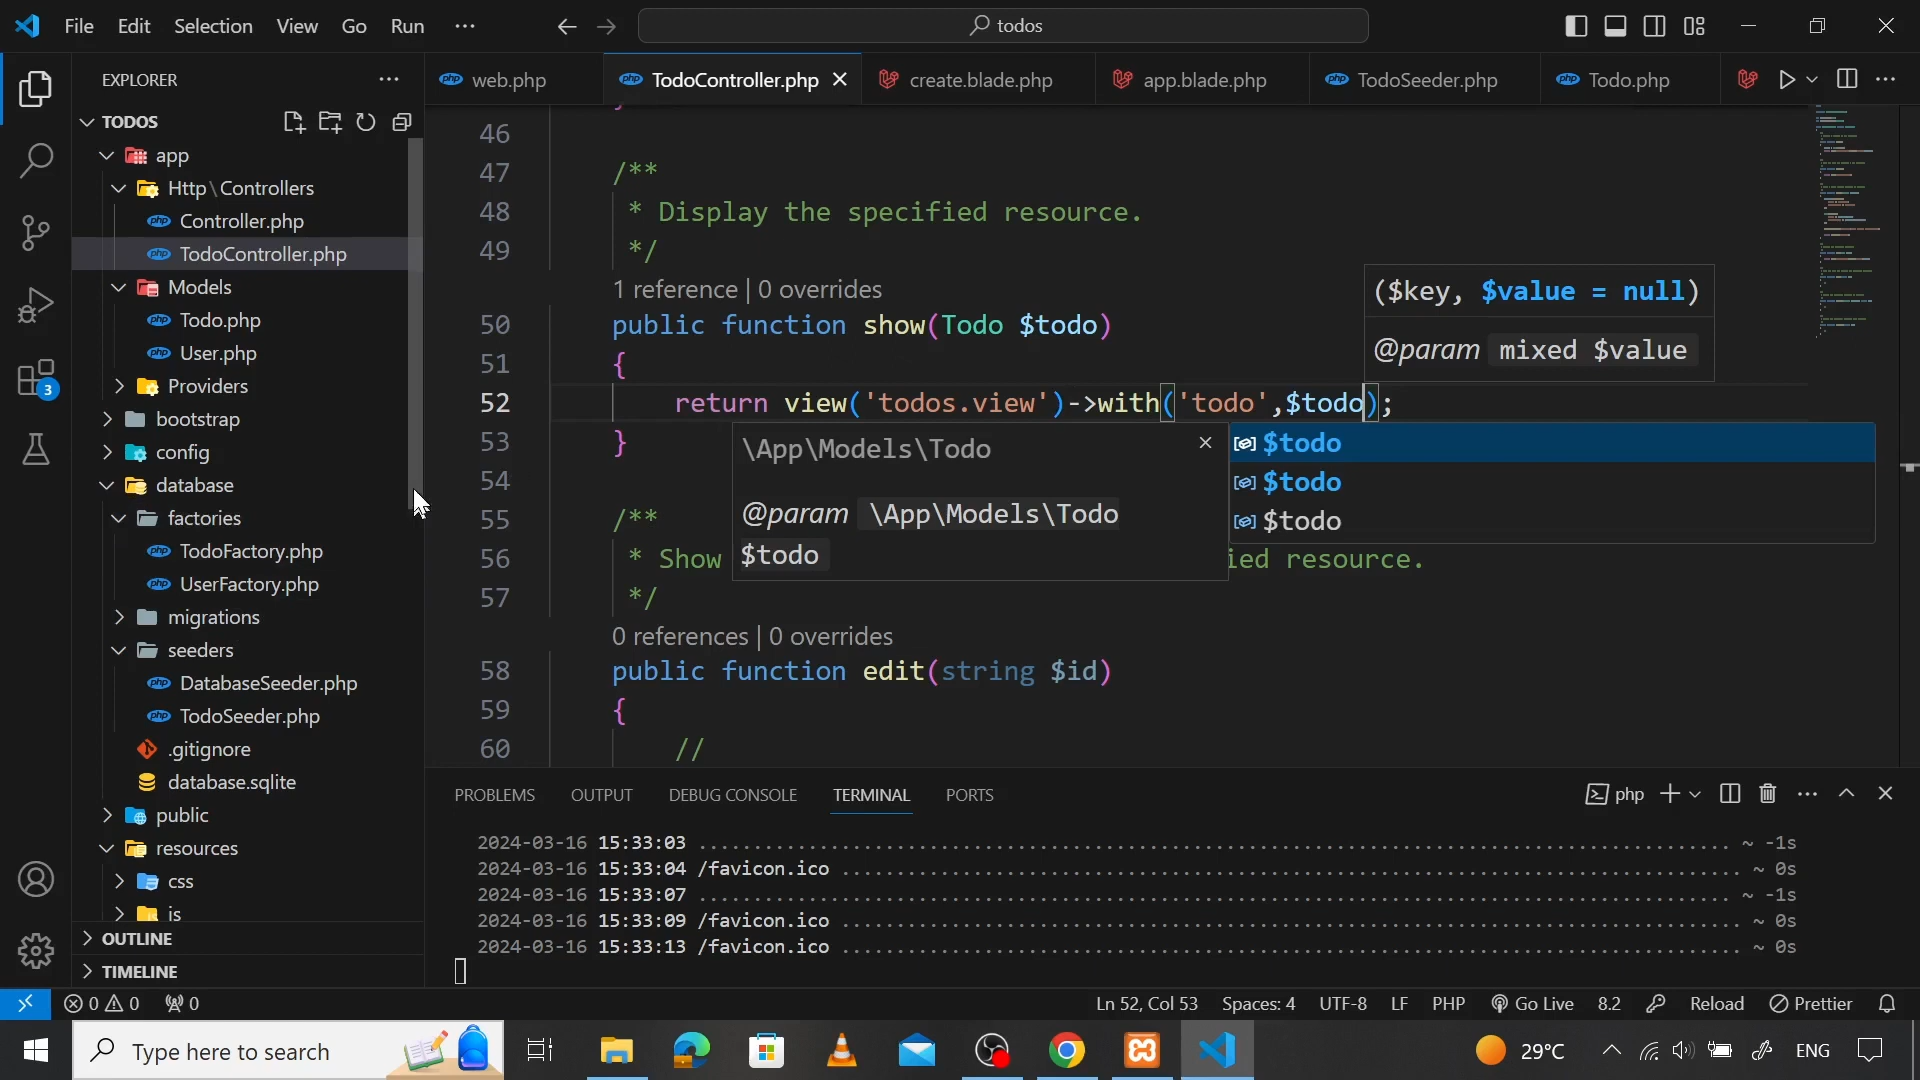 File Edit Selection View Go Run ···
todos
EXPLORER
web.php
TodoController.php
create.blade.php
app.blade.php
TodoSeeder.php
Todo.php
TODOS
app
Http\Controllers
Controller.php
TodoController.php
Models
Todo.php
User.php
Providers
bootstrap
config
database
factories
TodoFactory.php
UserFactory.php
migrations
seeders
DatabaseSeeder.php
TodoSeeder.php
.gitignore
database.sqlite
public
resources
css
js
OUTLINE
TIMELINE
46
47 /**
48 * Display the specified resource.
49 */
1 reference | 0 overrides
50 public function show(Todo $todo)
51 {
52 return view('todos.view')->with('todo',$todo);
53 }
54
55 /**
56 * Show
ied resource.
57 */
0 references | 0 overrides
58 public function edit(string $id)
59 {
60 //
($key, $value = null)
@param mixed $value
\App\Models\Todo
@param \App\Models\Todo
$todo
$todo
$todo
$todo
PROBLEMS OUTPUT DEBUG CONSOLE TERMINAL PORTS
php
2024-03-16 15:33:03 ~ -1s
2024-03-16 15:33:04 /favicon.ico ~ 0s
2024-03-16 15:33:07 ~ -1s
2024-03-16 15:33:09 /favicon.ico ~ 0s
2024-03-16 15:33:13 /favicon.ico ~ 0s
3
0 0 0
Ln 52, Col 53 Spaces: 4 UTF-8 LF PHP Go Live 8.2 Reload Prettier
Type here to search
29°C
ENG